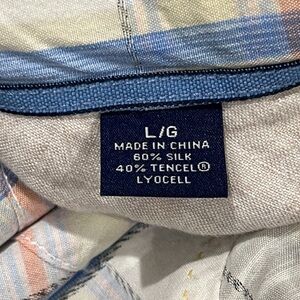 L/G
MADE IN CHINA
60% SILK
40% TENCEL®
LYOCELL